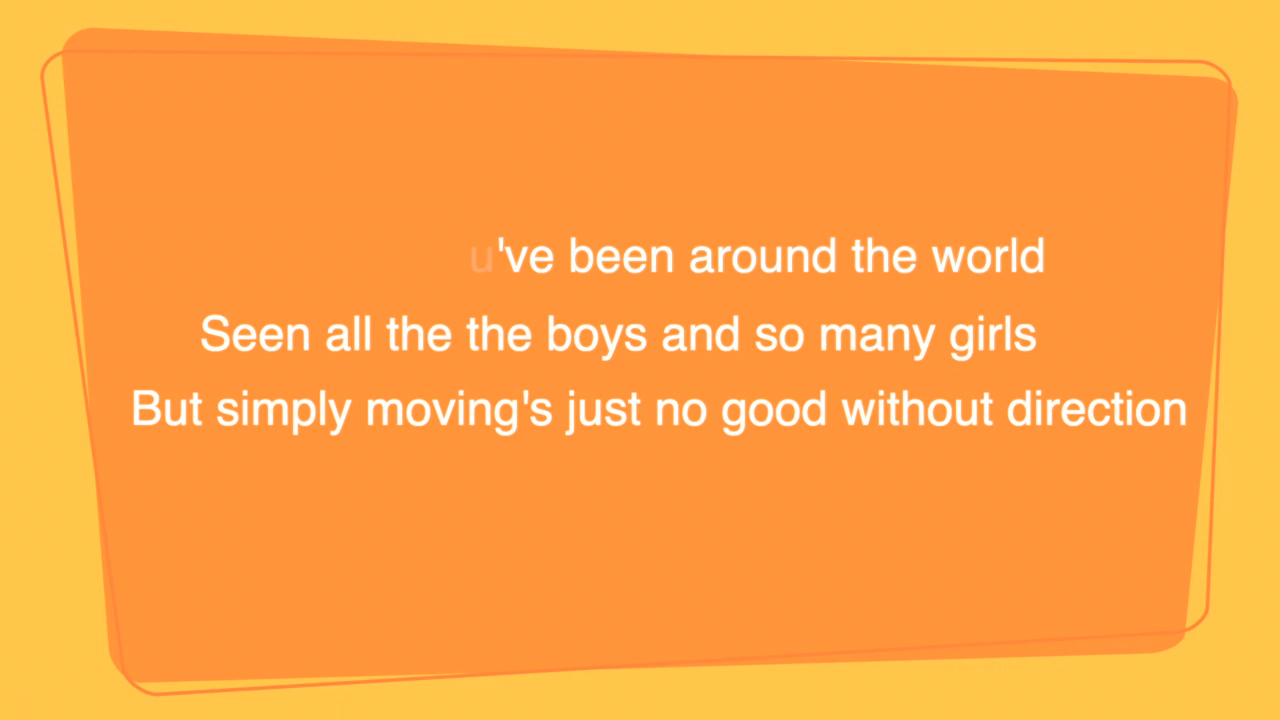 u've been around the world
Seen all the the boys and so many girls
But simply moving's just no good without direction